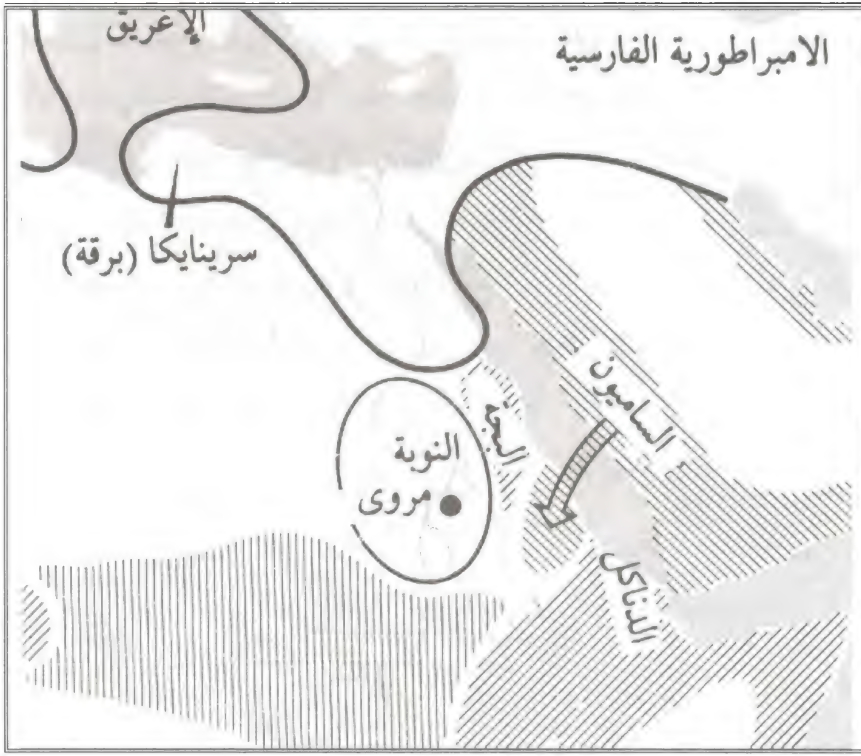 الإغريق
الامبراطورية الفارسية
سرينايكا (برقة)
الساميون
البجة
النوبة
مروى
الدناكل